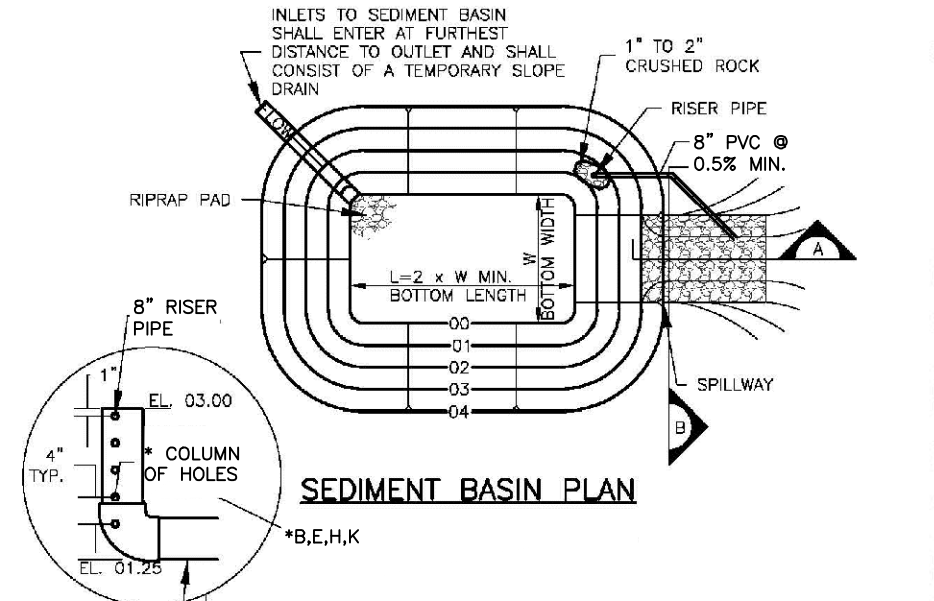 INLETS TO SEDIMENT BASIN
SHALL ENTER AT FURTHEST
DISTANCE TO OUTLET AND SHALL
CONSIST OF A TEMPORARY SLOPE
DRAIN
1" TO 2"
CRUSHED ROCK
RISER PIPE
8" PVC @
0.5% MIN.
FLOW
RIPRAP PAD
W
BOTTOM WIDTH
L=2 x W MIN.
BOTTOM LENGTH
A
00
01
02
03
04
SPILLWAY
B
8" RISER
PIPE
1"
EL. 03.00
4"
TYP.
* COLUMN
OF HOLES
*B,E,H,K
EL. 01.25
SEDIMENT BASIN PLAN